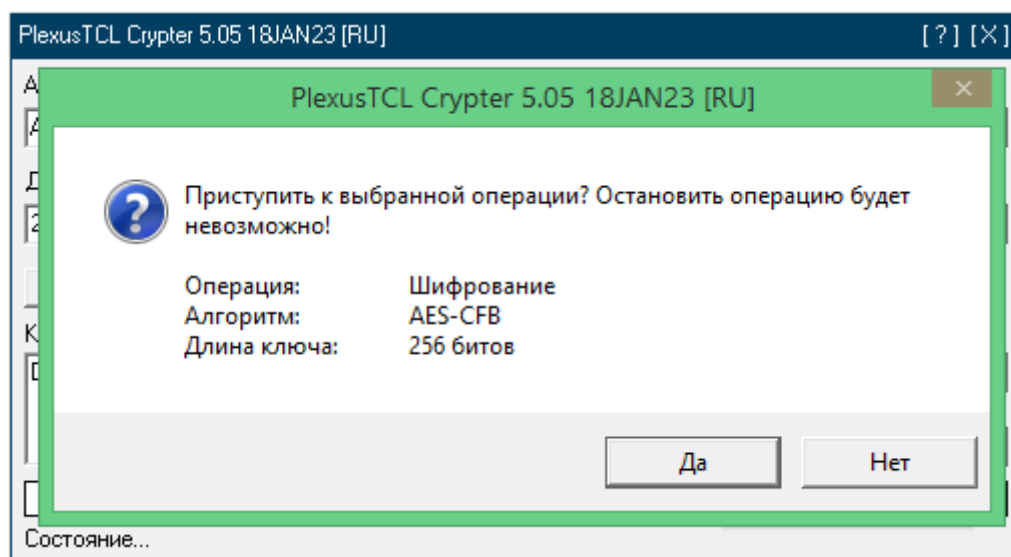 PlexusTCL Crypter 5.05 18JAN23 [RU] [ ? ] [X]
PlexusTCL Crypter 5.05 18JAN23 [RU]
Приступить к выбранной операции? Остановить операцию будет
невозможно!
Операция: Шифрование
Алгоритм: AES-CFB
Длина ключа: 256 битов
Да Нет
Состояние...